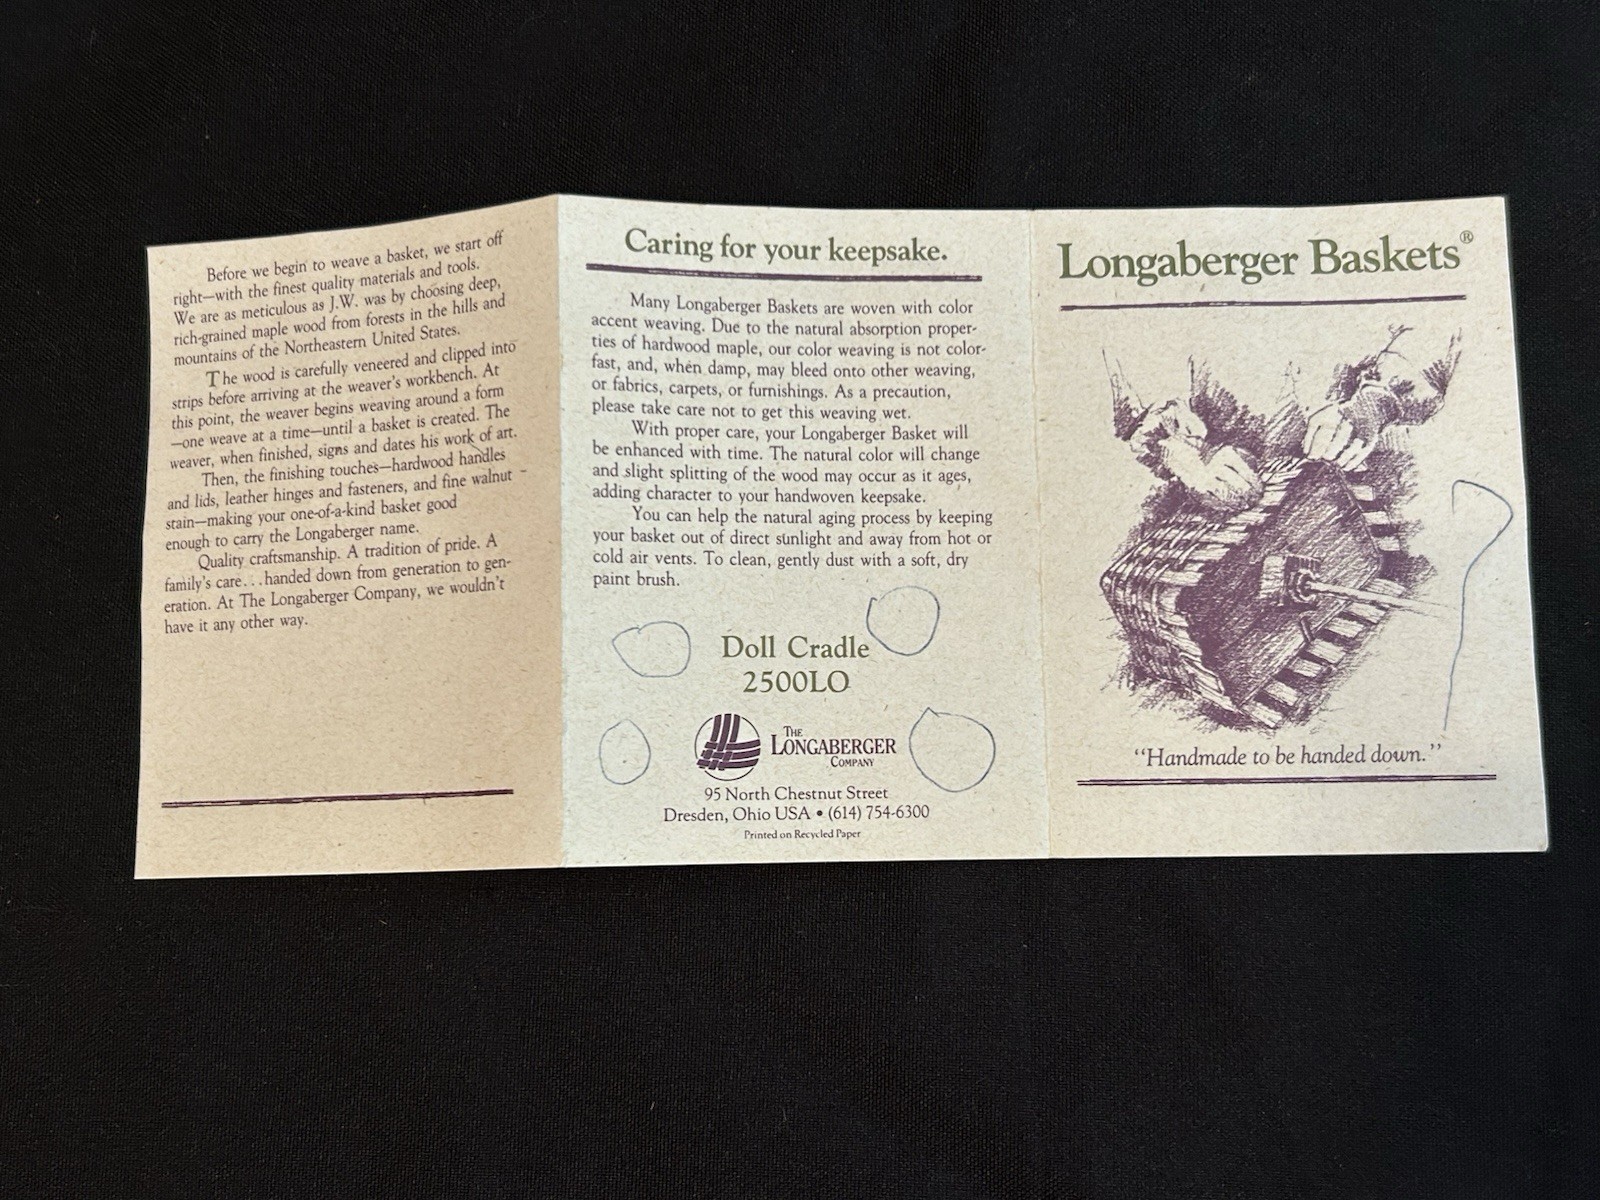 Before we begin to weave a basket, we start off
right—with the finest quality materials and tools.
We are as meticulous as J.W. was by choosing deep,
rich-grained maple wood from forests in the hills and
mountains of the Northeastern United States.
The wood is carefully veneered and clipped into
strips before arriving at the weaver's workbench. At
this point, the weaver begins weaving around a form
—one weave at a time—until a basket is created. The
weaver, when finished, signs and dates his work of art.
Then, the finishing touches—hardwood handles
and lids, leather hinges and fasteners, and fine walnut
stain—making your one-of-a-kind basket good
enough to carry the Longaberger name.
Quality craftsmanship. A tradition of pride. A
family's care...handed down from generation to gen-
eration. At The Longaberger Company, we wouldn't
have it any other way.
Caring for your keepsake.
Many Longaberger Baskets are woven with color
accent weaving. Due to the natural absorption proper-
ties of hardwood maple, our color weaving is not color-
fast, and, when damp, may bleed onto other weaving,
or fabrics, carpets, or furnishings. As a precaution,
please take care not to get this weaving wet.
With proper care, your Longaberger Basket will
be enhanced with time. The natural color will change
and slight splitting of the wood may occur as it ages,
adding character to your handwoven keepsake.
You can help the natural aging process by keeping
your basket out of direct sunlight and away from hot or
cold air vents. To clean, gently dust with a soft, dry
paint brush.
Doll Cradle
2500LO
THE
LONGABERGER
COMPANY
95 North Chestnut Street
Dresden, Ohio USA • (614) 754-6300
Printed on Recycled Paper
Longaberger Baskets®
"Handmade to be handed down."